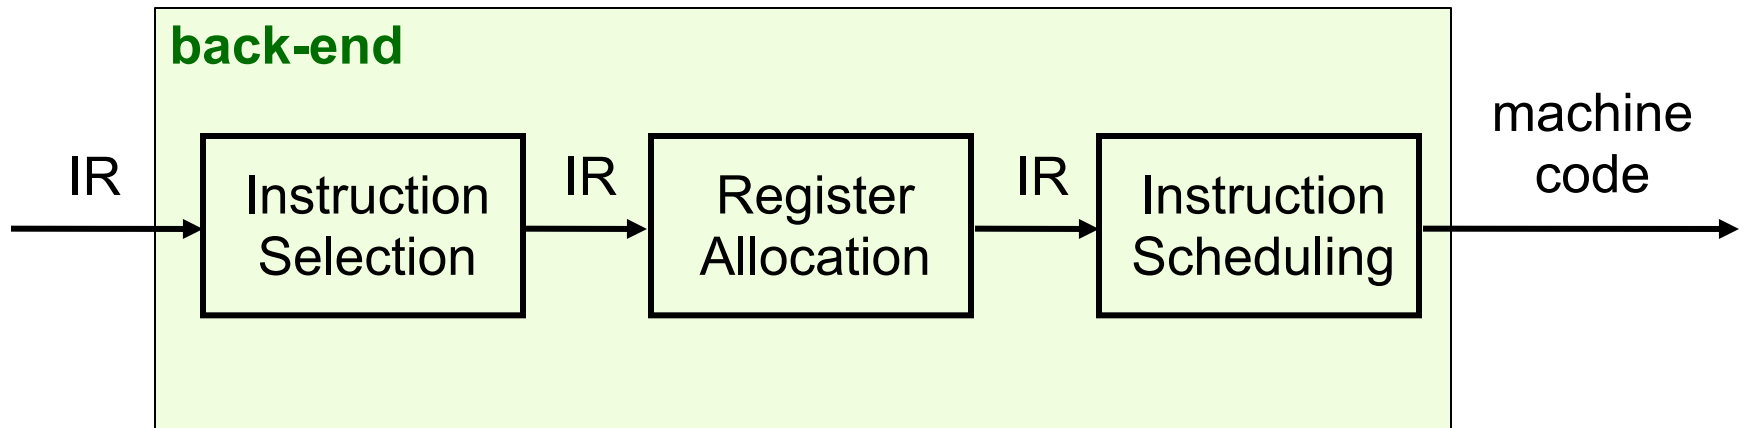 back-end
IR
Instruction
Selection
IR
Register
Allocation
IR
Instruction
Scheduling
machine
code